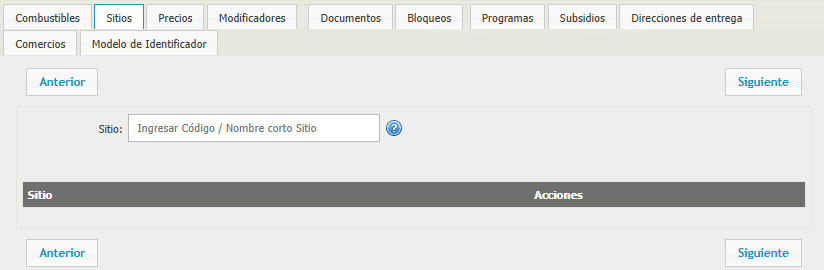 Combustibles Sitios Precios Modificadores Documentos Bloqueos Programas Subsidios Direcciones de entrega
Comercios Modelo de Identificador
Anterior Siguiente
Sitio: Ingresar Código / Nombre corto Sitio ?
Sitio Acciones
Anterior Siguiente